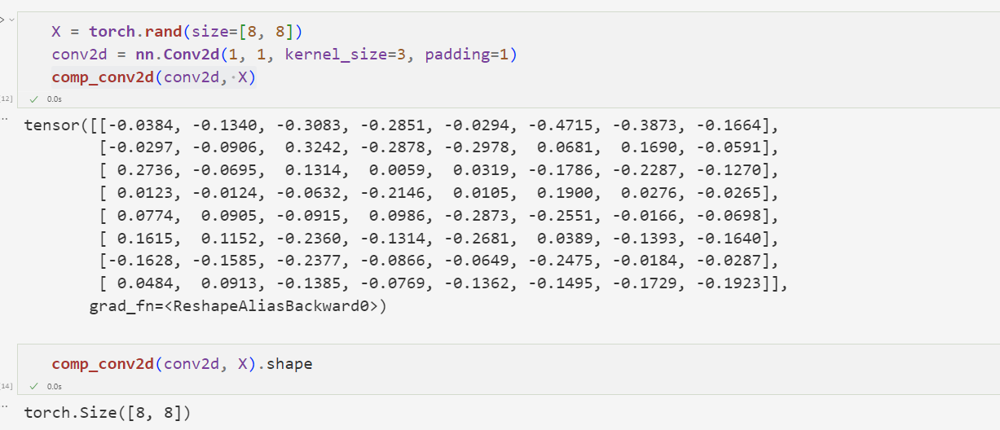 X = torch.rand(size=[8, 8])
conv2d = nn.Conv2d(1, 1, kernel_size=3, padding=1)
comp_conv2d(conv2d, X)
[12] ✓ 0.0s
tensor([[-0.0384, -0.1340, -0.3083, -0.2851, -0.0294, -0.4715, -0.3873, -0.1664],
[-0.0297, -0.0906,  0.3242, -0.2878, -0.2978,  0.0681,  0.1690, -0.0591],
[ 0.2736, -0.0695,  0.1314,  0.0059,  0.0319, -0.1786, -0.2287, -0.1270],
[ 0.0123, -0.0124, -0.0632, -0.2146,  0.0105,  0.1900,  0.0276, -0.0265],
[ 0.0774,  0.0905, -0.0915,  0.0986, -0.2873, -0.2551, -0.0166, -0.0698],
[ 0.1615,  0.1152, -0.2360, -0.1314, -0.2681,  0.0389, -0.1393, -0.1640],
[-0.1628, -0.1585, -0.2377, -0.0866, -0.0649, -0.2475, -0.0184, -0.0287],
[ 0.0484,  0.0913, -0.1385, -0.0769, -0.1362, -0.1495, -0.1729, -0.1923]],
grad_fn=<ReshapeAliasBackward0>)
comp_conv2d(conv2d, X).shape
[14] ✓ 0.0s
torch.Size([8, 8])